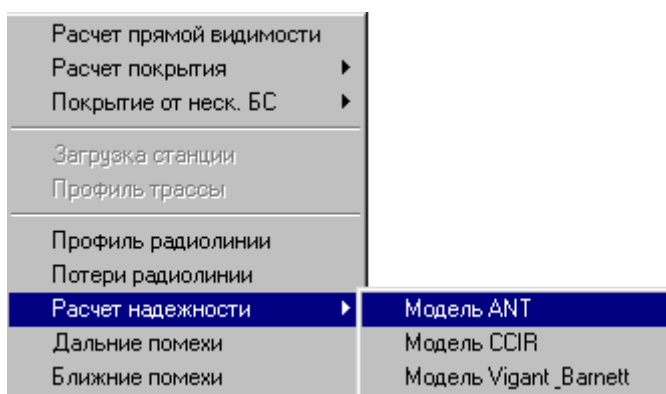 Расчет прямой видимости
Расчет покрытия
Покрытие от неск. БС
Загрузка станции
Профиль трассы
Профиль радиолинии
Потери радиолинии
Расчет надежности
Модель ANT
Дальние помехи
Модель CCIR
Ближние помехи
Модель Vigant_Barnett